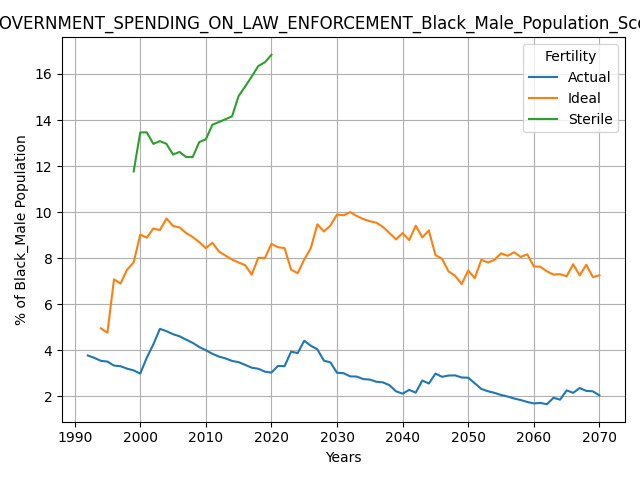 OVERNMENT_SPENDING_ON_LAW_ENFORCEMENT_Black_Male_Population_Sc
Fertility
Actual
Ideal
Sterile
% of Black_Male Population
16
14
12
10
8
6
4
2
1990 2000 2010 2020 2030 2040 2050 2060 2070
Years